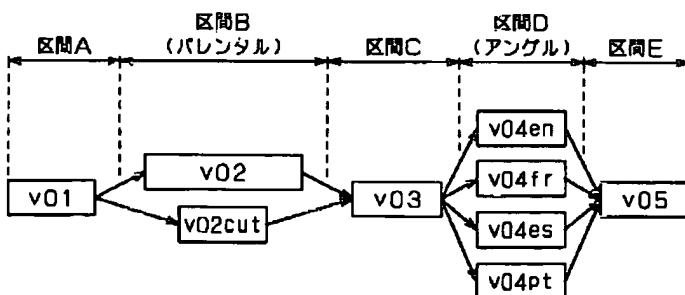 区間A
区間B
(パレンタル)
区間C
区間D
(アングル)
区間E
v01
v02
v02cut
v03
v04en
v04fr
v04es
v04pt
v05